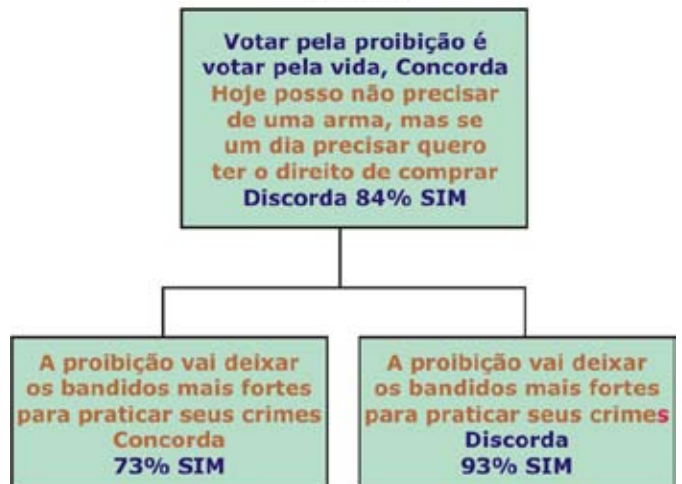 Votar pela proibição é
votar pela vida, Concorda
Hoje posso não precisar
de uma arma, mas se
um dia precisar quero
ter o direito de comprar
Discorda 84% SIM
A proibição vai deixar
os bandidos mais fortes
para praticar seus crimes
Concorda
73% SIM
A proibição vai deixar
os bandidos mais fortes
para praticar seus crimes
Discorda
93% SIM